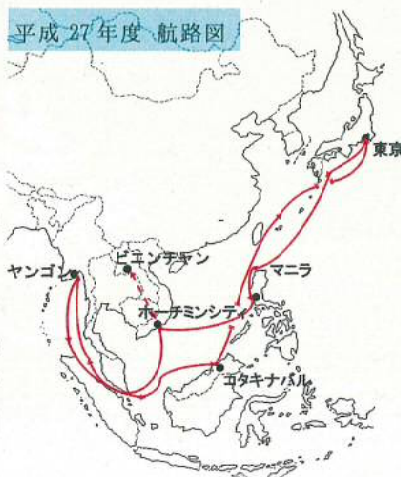 平成 27 年度 航路図
東京
ビエンチャン
ヤンゴン
マニラ
ホーチミンシティ
コタキナバル